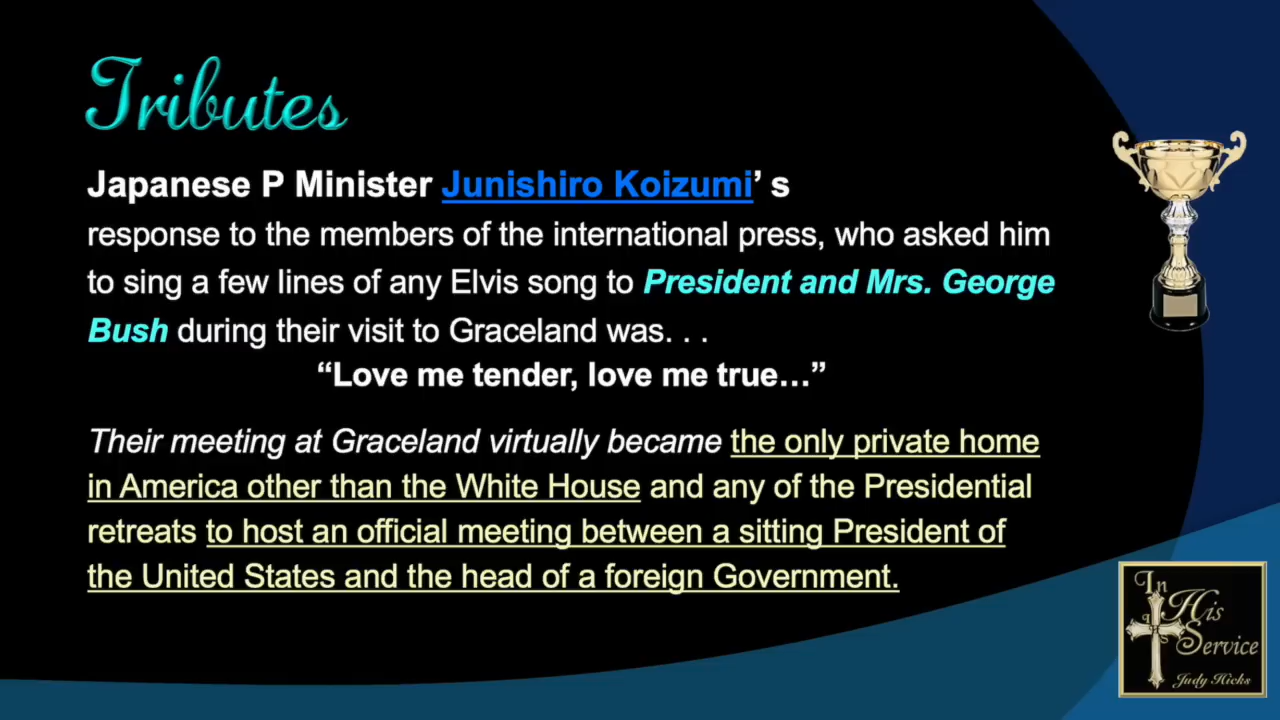 Tributes
Japanese P Minister Junishiro Koizumi’ s
response to the members of the international press, who asked him
to sing a few lines of any Elvis song to President and Mrs. George
Bush during their visit to Graceland was. . .
“Love me tender, love me true…”
Their meeting at Graceland virtually became the only private home
in America other than the White House and any of the Presidential
retreats to host an official meeting between a sitting President of
the United States and the head of a foreign Government.
In
His
Service
Judy Hicks